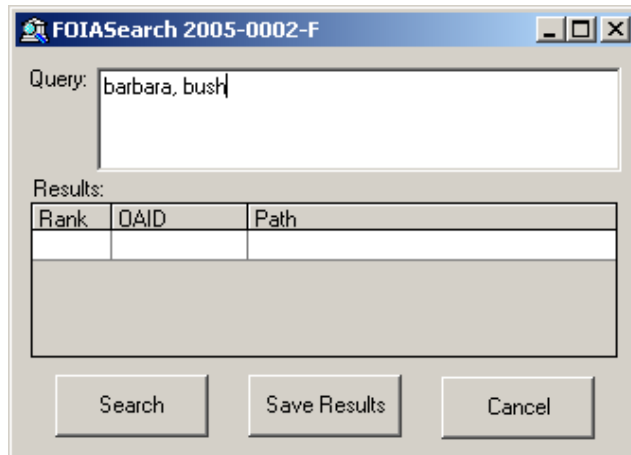 FOIASearch 2005-0002-F
Query: barbara, bush
Results:
Rank OAID Path
Search Save Results Cancel